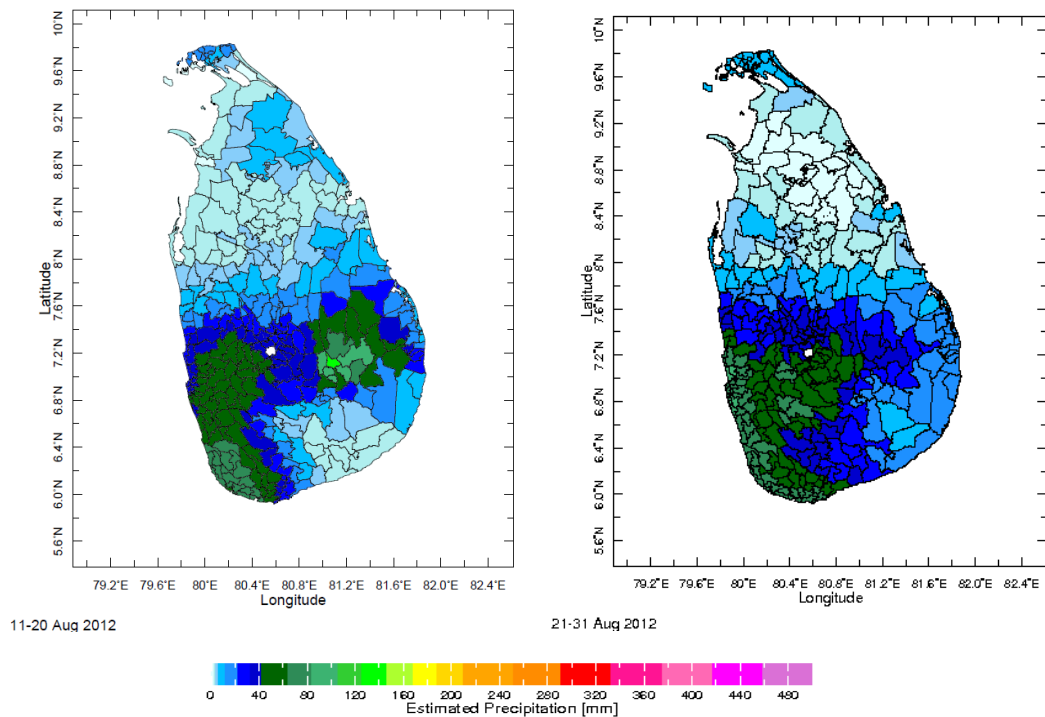 10°N
9.6°N
9.2°N
8.8°N
8.4°N
8°N
7.6°N
7.2°N
6.8°N
6.4°N
6.0°N
5.6°N
Latitude
79.2°E 79.6°E 80°E 80.4°E 80.8°E 81.2°E 81.6°E 82.0°E 82.4°E
Longitude
11-20 Aug 2012
10°N
9.6°N
9.2°N
8.8°N
8.4°N
8°N
7.6°N
7.2°N
6.8°N
6.4°N
6.0°N
5.6°N
Latitude
79.2°E 79.6°E 80°E 80.4°E 80.8°E 81.2°E 81.6°E 82.0°E 82.4°E
Longitude
21-31 Aug 2012
0 40 80 120 160 200 240 280 320 360 400 440 480
Estimated Precipitation [mm]